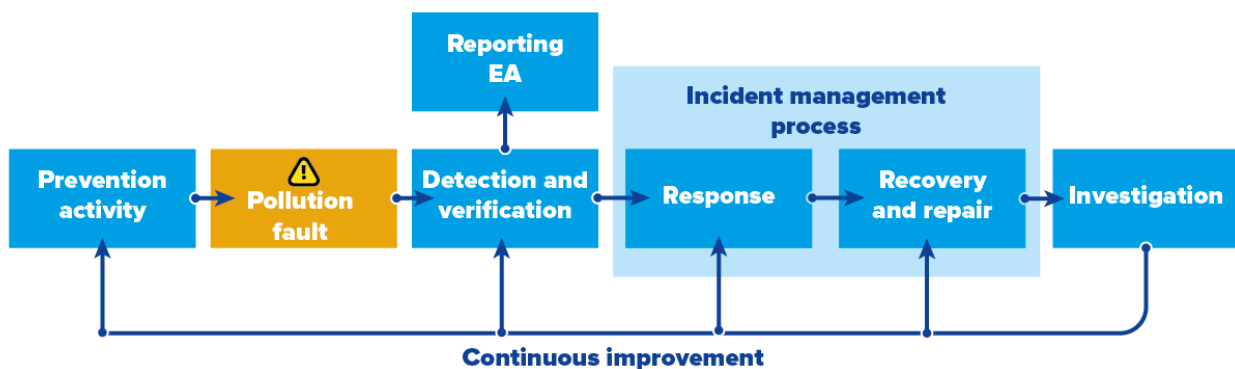 Reporting
EA
Incident management
process
Prevention
activity
Pollution
fault
Detection and
verification
Response
Recovery
and repair
Investigation
Continuous improvement